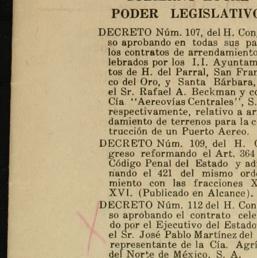 PODER LEGISLATIVO
DECRETO Núm. 107, del H. Con
so aprobando en todas sus pa
los contratos de arrendamiento
lebrados por los I.I. Ayuntam
tos de H. del Parral, San Fran
co del Oro, y Santa Bárbara,
el Sr. Rafael A. Beckman y co
Cía "Aereovías Centrales", S.
respectivamente, relativo a arre
damiento de terrenos para la c
trucción de un Puerto Aereo.
DECRETO Núm. 109, del H. C
greso reformando el Art. 364
Código Penal del Estado y ad
nando el 421 del mismo orde
miento con las fracciones X
XVI. (Publicado en Alcance).
DECRETO Núm. 112 del H. Con
so aprobando el contrato cele
do por el Ejecutivo del Estado
el Sr. José Pablo Martínez del
representante de la Cía. Agrí
del Norte de México, S. A.